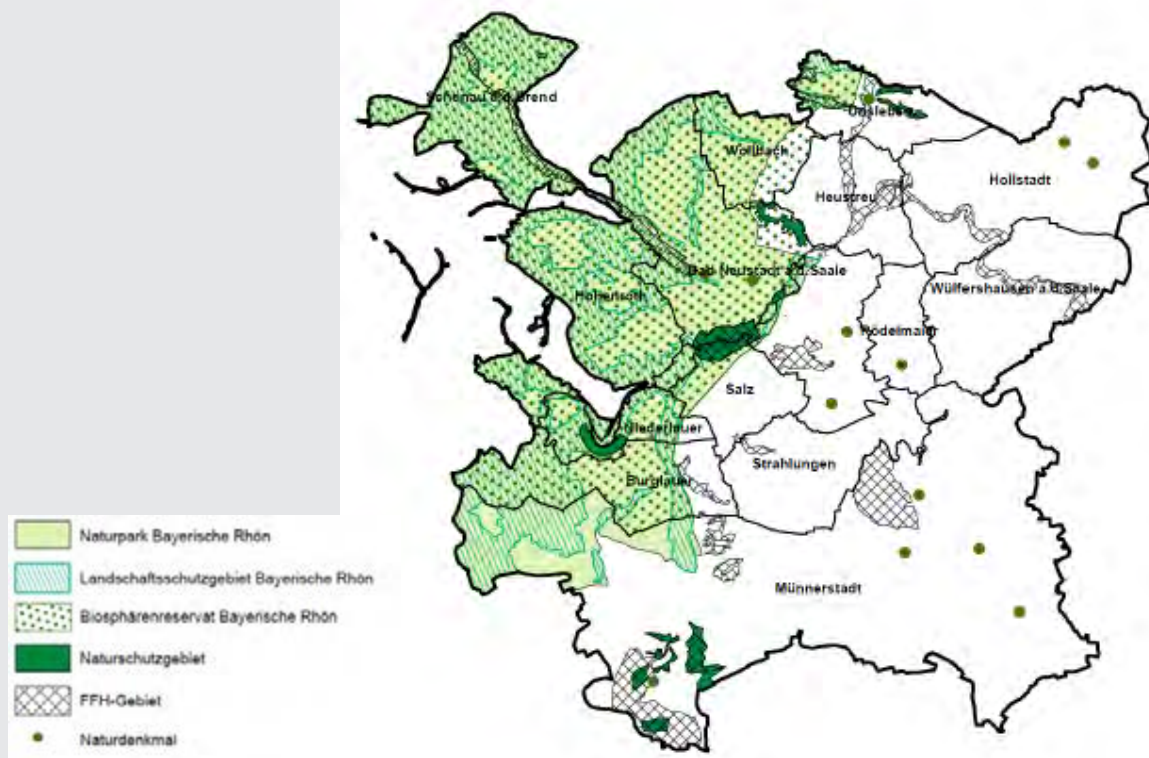 Schönau a.d. Brend
Unsleben
Wollbach
Hollstadt
Heustreu
Bad Neustadt a.d. Saale
Wülfershausen a.d. Saale
Hohenroth
Rödelmaier
Salz
Niederlauer
Strahlungen
Burglauer
Münnerstadt
Naturpark Bayerische Rhön
Landschaftsschutzgebiet Bayerische Rhön
Biosphärenreservat Bayerische Rhön
Naturschutzgebiet
FFH-Gebiet
Naturdenkmal